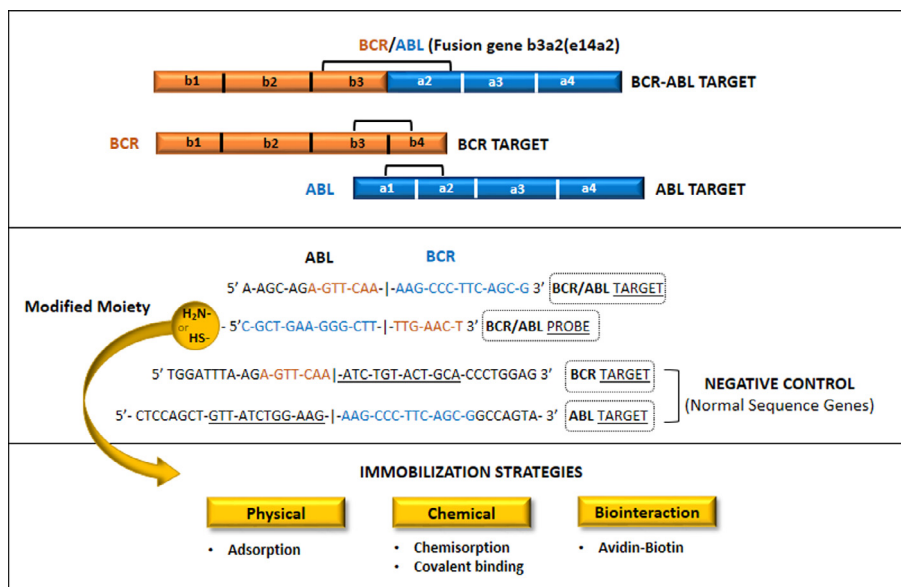 BCR/ABL (Fusion gene b3a2(e14a2)
b1 b2 b3 a2 a3 a4 BCR-ABL TARGET
BCR b1 b2 b3 b4 BCR TARGET
ABL a1 a2 a3 a4 ABL TARGET
ABL BCR
5' A-AGC-AGA-GTT-CAA-|-AAG-CCC-TTC-AGC-G 3' BCR/ABL TARGET
Modified Moiety
H2N-
or
HS-
- 5'C-GCT-GAA-GGG-CTT-|-TTG-AAC-T 3' BCR/ABL PROBE
5' TGGATTTA-AGA-GTT-CAA|-ATC-TGT-ACT-GCA-CCCTGGAG 3' BCR TARGET
5'- CTCCAGCT-GTT-ATCTGG-AAG-|-AAG-CCC-TTC-AGC-GGCCAGTA- 3' ABL TARGET
NEGATIVE CONTROL
(Normal Sequence Genes)
IMMOBILIZATION STRATEGIES
Physical Chemical Biointeraction
• Adsorption • Chemisorption • Avidin-Biotin
• Covalent binding